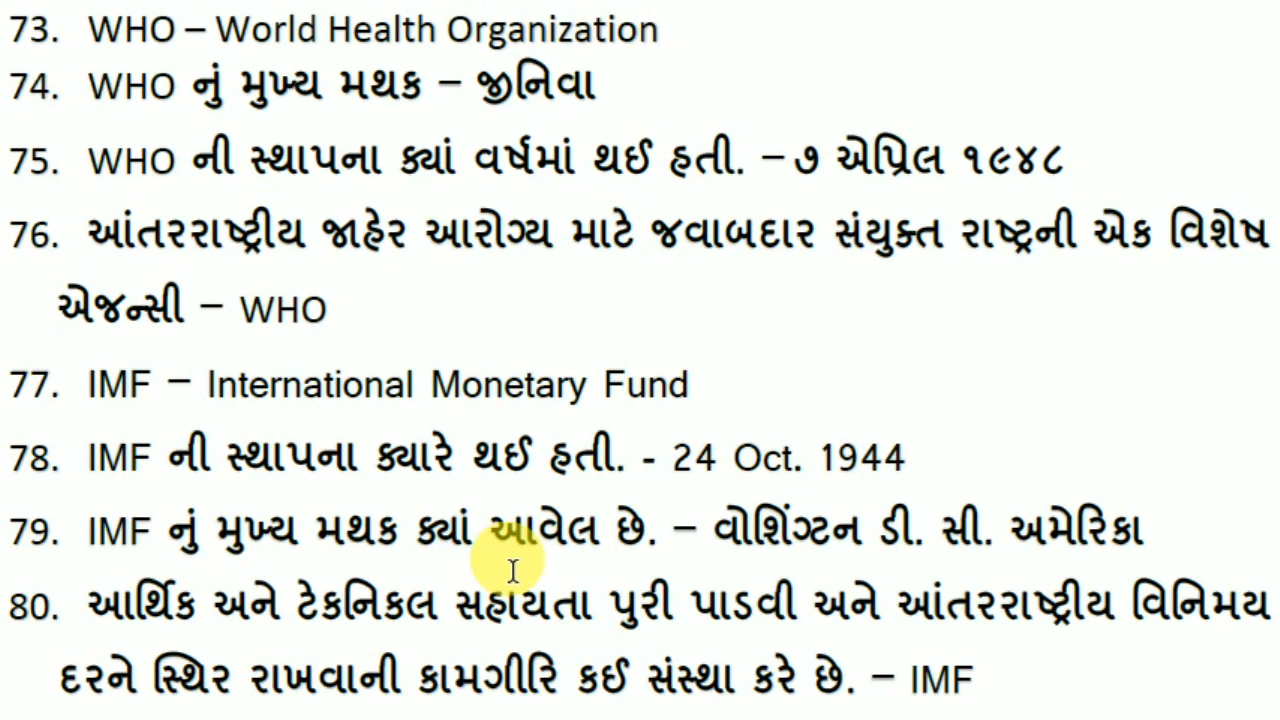 73. WHO – World Health Organization
74. WHO નું મુખ્ય મથક – જીનિવા
75. WHO ની સ્થાપના ક્યાં વર્ષમાં થઈ હતી. – ૭ એપ્રિલ ૧૯૪૮
76. આંતરરાષ્ટ્રીય જાહેર આરોગ્ય માટે જવાબદાર સંયુક્ત રાષ્ટ્રની એક વિશેષ
એજન્સી – WHO
77. IMF – International Monetary Fund
78. IMF ની સ્થાપના ક્યારે થઈ હતી. - 24 Oct. 1944
79. IMF નું મુખ્ય મથક ક્યાં આવેલ છે. – વોશિંગ્ટન ડી. સી. અમેરિકા
80. આર્થિક અને ટેકનિકલ સહાયતા પુરી પાડવી અને આંતરરાષ્ટ્રીય વિનિમય
દરને સ્થિર રાખવાની કામગીરિ કઈ સંસ્થા કરે છે. – IMF